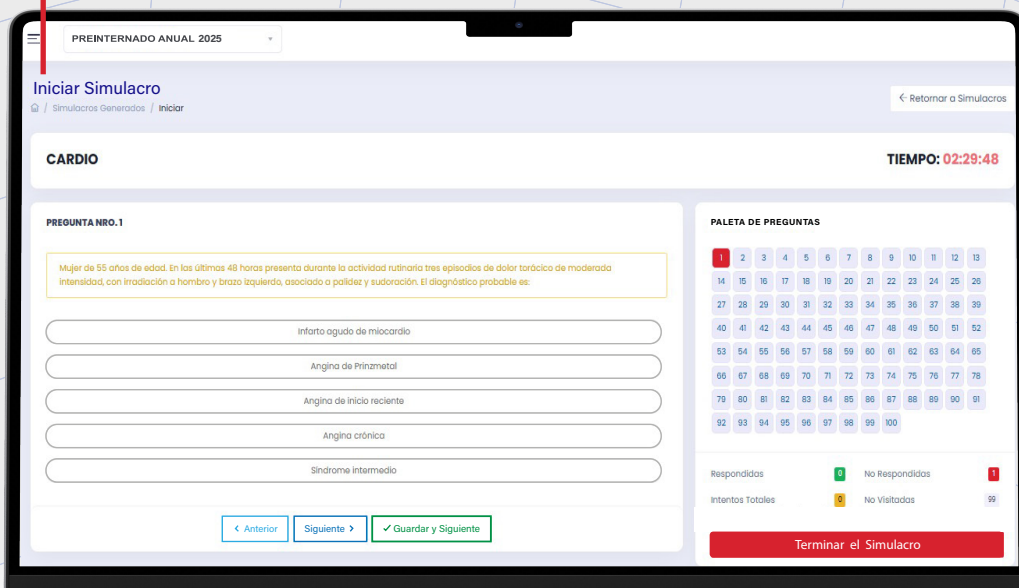 PREINTERNADO ANUAL 2025
Iniciar Simulacro
Simulacros Generados / Iniciar
← Retornar a Simulacros
CARDIO
TIEMPO: 02:29:48
PREGUNTA NRO. 1
Mujer de 55 años de edad. En las últimas 48 horas presenta durante la actividad rutinaria tres episodios de dolor torácico de moderada
intensidad, con irradiación a hombro y brazo izquierdo, asociado a palidez y sudoración. El diagnóstico probable es:
Infarto agudo de miocardio
Angina de Prinzmetal
Angina de inicio reciente
Angina crónica
Síndrome intermedio
< Anterior
Siguiente >
✓ Guardar y Siguiente
PALETA DE PREGUNTAS
1 2 3 4 5 6 7 8 9 10 11 12 13
14 15 16 17 18 19 20 21 22 23 24 25 26
27 28 29 30 31 32 33 34 35 36 37 38 39
40 41 42 43 44 45 46 47 48 49 50 51 52
53 54 55 56 57 58 59 60 61 62 63 64 65
66 67 68 69 70 71 72 73 74 75 76 77 78
79 80 81 82 83 84 85 86 87 88 89 90 91
92 93 94 95 96 97 98 99 100
Respondidas 0 No Respondidas 1
Intentos Totales 0 No Visitadas 99
Terminar el Simulacro